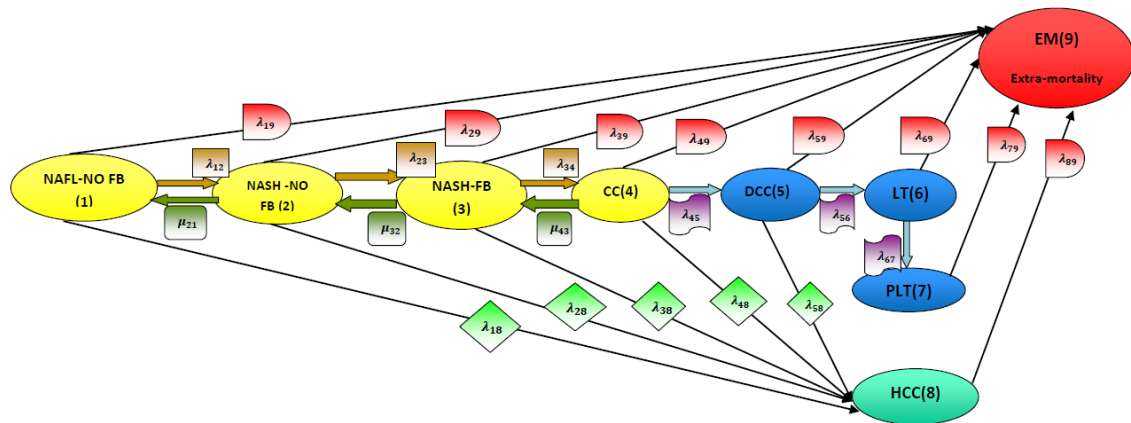 EM(9)
Extra-mortality
λ₁₉
λ₂₉
λ₃₉
λ₄₉
λ₅₉
λ₆₉
λ₇₉
λ₈₉
λ₁₂
λ₂₃
λ₃₄
NAFL-NO FB
(1)
NASH -NO
FB (2)
NASH-FB
(3)
CC(4)
DCC(5)
LT(6)
μ₂₁
μ₃₂
μ₄₃
λ₄₅
λ₅₆
λ₆₇
PLT(7)
λ₁₈
λ₂₈
λ₃₈
λ₄₈
λ₅₈
HCC(8)